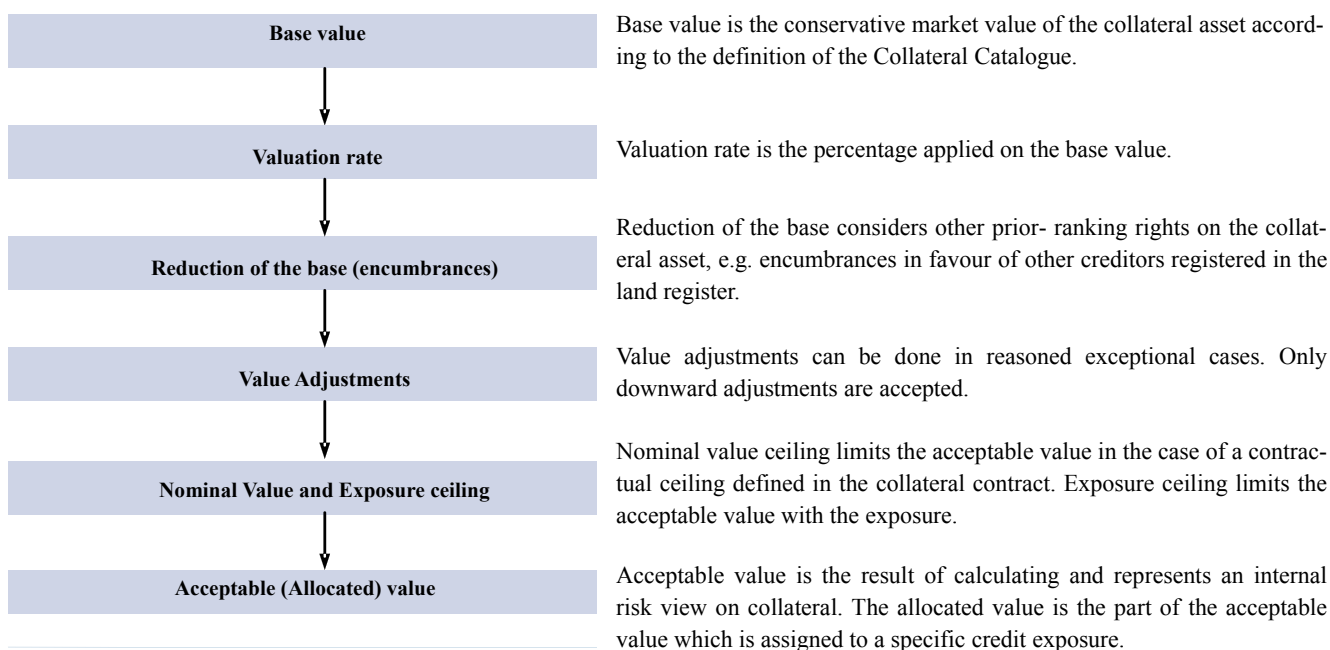 Base value
Base value is the conservative market value of the collateral asset accord-
ing to the definition of the Collateral Catalogue.
Valuation rate
Valuation rate is the percentage applied on the base value.
Reduction of the base (encumbrances)
Reduction of the base considers other prior- ranking rights on the collat-
eral asset, e.g. encumbrances in favour of other creditors registered in the
land register.
Value Adjustments
Value adjustments can be done in reasoned exceptional cases. Only
downward adjustments are accepted.
Nominal Value and Exposure ceiling
Nominal value ceiling limits the acceptable value in the case of a contrac-
tual ceiling defined in the collateral contract. Exposure ceiling limits the
acceptable value with the exposure.
Acceptable (Allocated) value
Acceptable value is the result of calculating and represents an internal
risk view on collateral. The allocated value is the part of the acceptable
value which is assigned to a specific credit exposure.